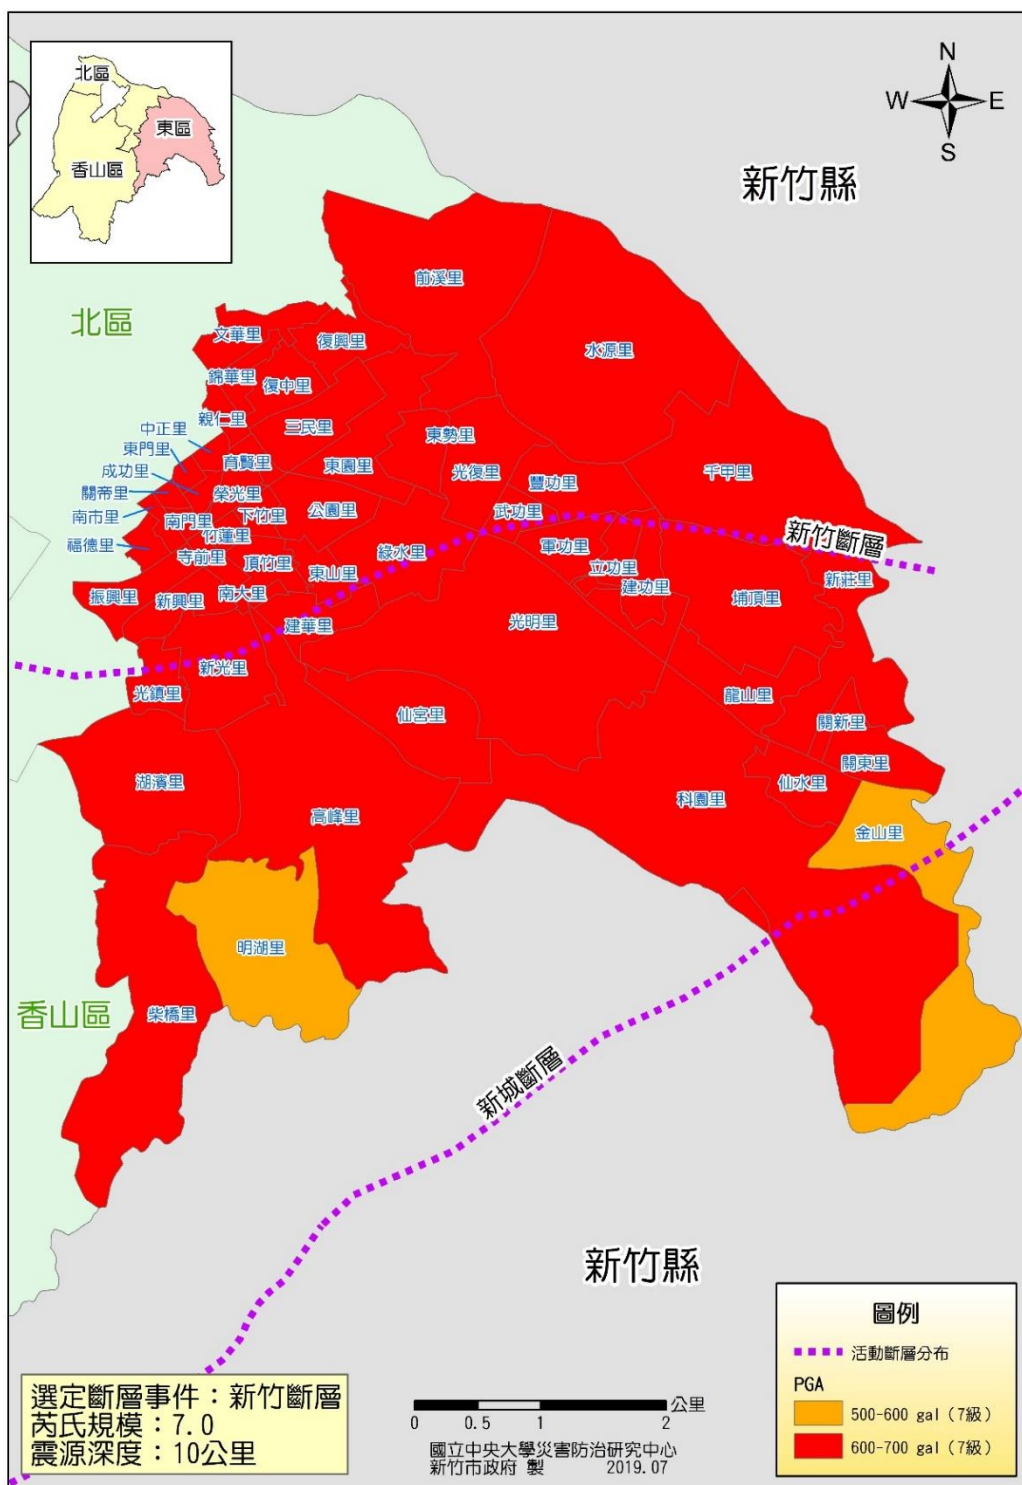 北區
東區
香山區
N
W
E
S
新竹縣
北區
前溪里
文華里
復興里
水源里
錦華里
復中里
親仁里
中正里
三民里
東門里
東勢里
成功里
育賢里
東園里
光復里
千甲里
關帝里
榮光里
豐功里
南市里
南門里
下竹里
公園里
武功里
竹蓮里
新竹斷層
福德里
寺前里
頂竹里
東山里
綠水里
軍功里
立功里
新莊里
建功里
振興里
新興里
南大里
埔頂里
建華里
光明里
新光里
光鎮里
龍山里
仙宮里
關新里
湖濱里
關東里
仙水里
科園里
高峰里
金山里
明湖里
香山區
柴橋里
新城斷層
新竹縣
選定斷層事件：新竹斷層
芮氏規模：7.0
震源深度：10公里
0 0.5 1 2 公里
國立中央大學災害防治研究中心
新竹市政府 製 2019.07
圖例
活動斷層分布
PGA
500-600 gal（7級）
600-700 gal（7級）